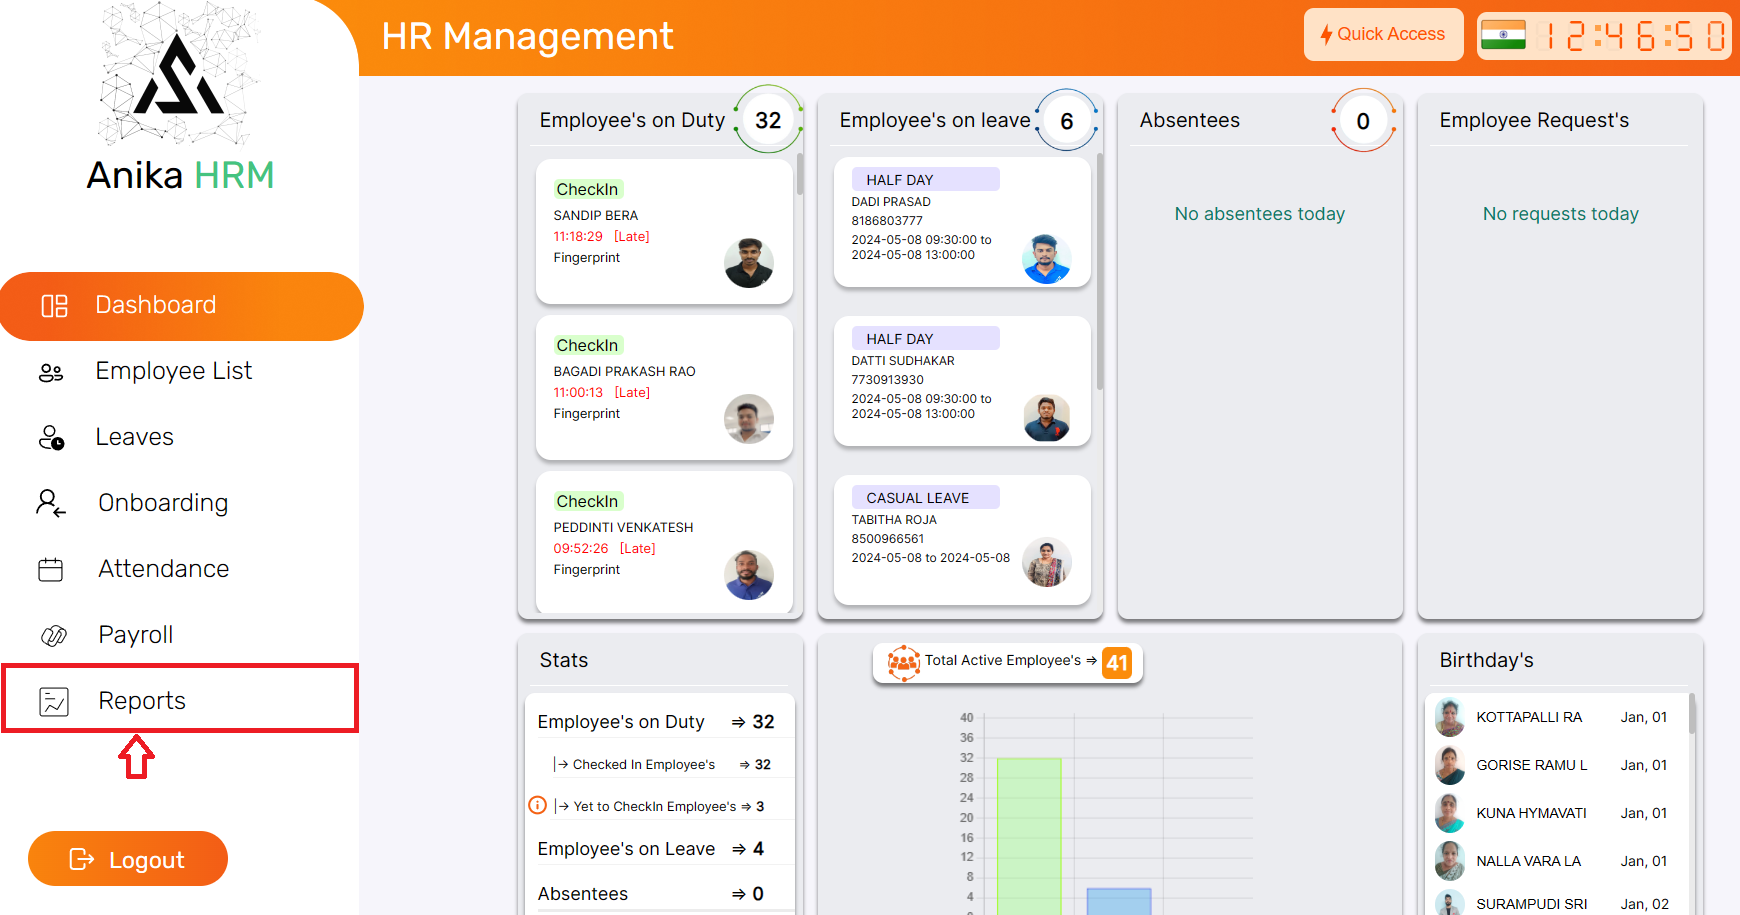 Anika HRM
Dashboard
Employee List
Leaves
Onboarding
Attendance
Payroll
Reports
Logout
HR Management
Quick Access
12:46:50
Employee's on Duty 32
CheckIn
SANDIP BERA
11:18:29 [Late]
Fingerprint
CheckIn
BAGADI PRAKASH RAO
11:00:13 [Late]
Fingerprint
CheckIn
PEDDINTI VENKATESH
09:52:26 [Late]
Fingerprint
Employee's on leave 6
HALF DAY
DADI PRASAD
8186803777
2024-05-08 09:30:00 to
2024-05-08 13:00:00
HALF DAY
DATTI SUDHAKAR
7730913930
2024-05-08 09:30:00 to
2024-05-08 13:00:00
CASUAL LEAVE
TABITHA ROJA
8500966561
2024-05-08 to 2024-05-08
Absentees 0
No absentees today
Employee Request's
No requests today
Stats
Employee's on Duty ⇒ 32
|→ Checked In Employee's ⇒ 32
|→ Yet to CheckIn Employee's ⇒ 3
Employee's on Leave ⇒ 4
Absentees ⇒ 0
Total Active Employee's ⇒ 41
40
36
32
28
24
20
16
12
8
4
Birthday's
KOTTAPALLI RA Jan, 01
GORISE RAMU L Jan, 01
KUNA HYMAVATI Jan, 01
NALLA VARA LA Jan, 01
SURAMPUDI SRI Jan, 02